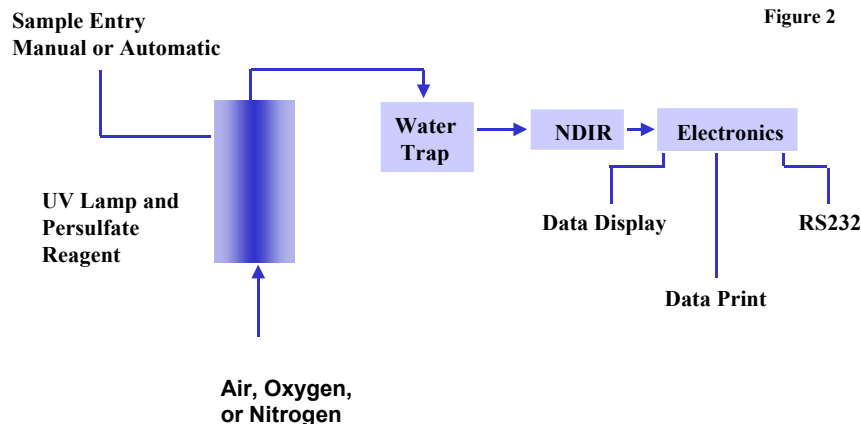 Sample Entry
Manual or Automatic
Figure 2
Water
Trap
NDIR
Electronics
UV Lamp and
Persulfate
Reagent
Data Display
RS232
Data Print
Air, Oxygen,
or Nitrogen